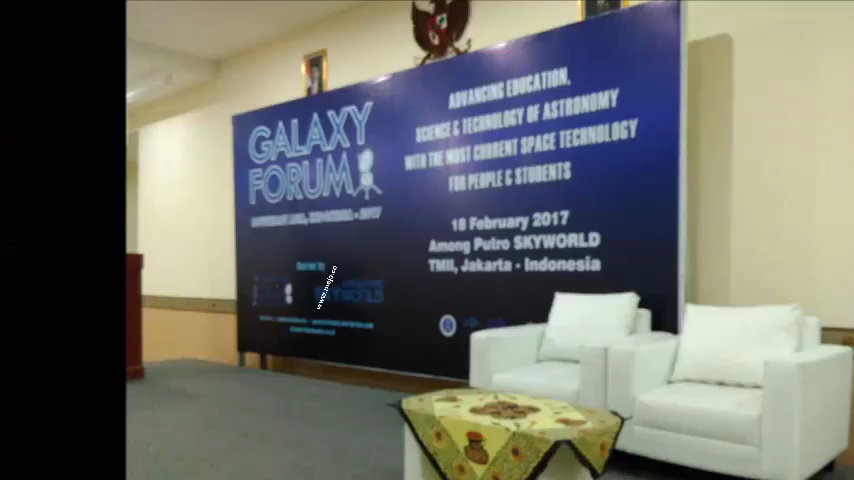 GALAXY
FORUM
ADVANCING EDUCATION,
SCIENCE & TECHNOLOGY OF ASTRONOMY
WITH THE MOST CURRENT SPACE TECHNOLOGY
FOR PEOPLE & STUDENTS
18 February 2017
Among Putro SKYWORLD
TMII, Jakarta - Indonesia
SKYWORLD